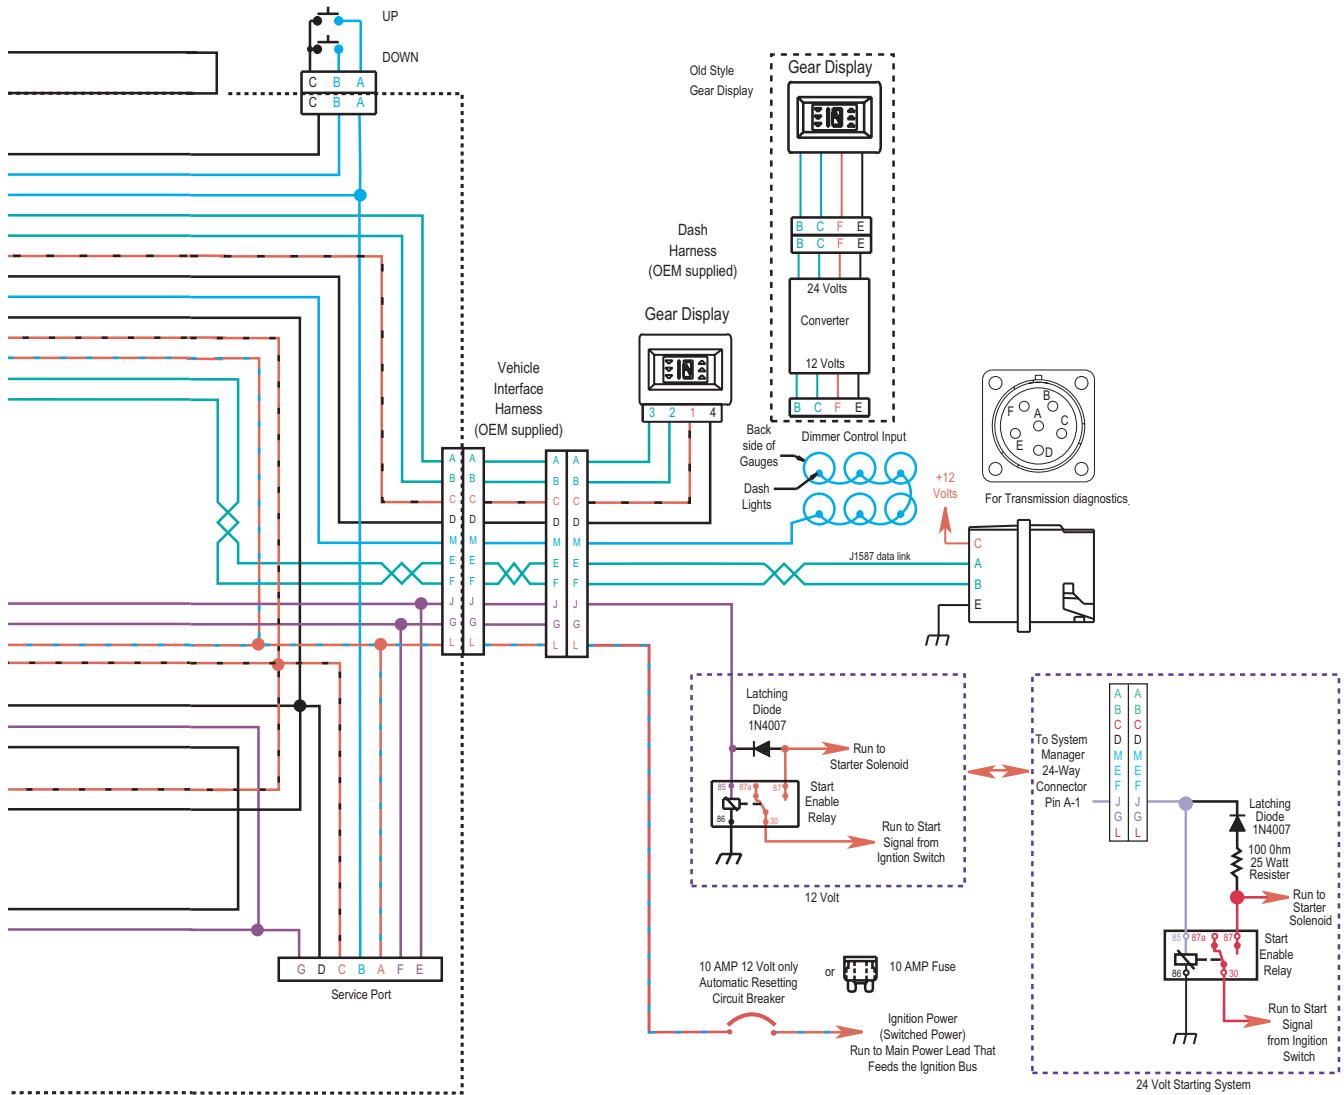 UP
DOWN
C B A
C B A
Old Style
Gear Display
Gear Display
B C F E
B C F E
24 Volts
Converter
12 Volts
B C F E
Dash
Harness
(OEM supplied)
Gear Display
3 2 1 4
Vehicle
Interface
Harness
(OEM supplied)
Back
side of
Gauges
Dash
Lights
Dimmer Control Input
+12
Volts
B
F
A
C
E
D
For Transmission diagnostics
A A A A
B B B B
C C C C
D D D D
M M M M
E E E E
F F F F
J J J J
G G G G
L L L L
J1587 data link
C
A
B
E
Latching
Diode
1N4007
Run to
Starter Solenoid
85 87a 87
86 30
Start
Enable
Relay
Run to Start
Signal from
Igntion Switch
12 Volt
To System
Manager
24-Way
Connector
Pin A-1
A A
B B
C C
D D
M M
E E
F F
J J
G G
L L
Latching
Diode
1N4007
100 Ohm
25 Watt
Resister
Run to
Starter
Solenoid
85 87a 87
86 30
Start
Enable
Relay
Run to Start
Signal
from Ingition
Switch
24 Volt Starting System
G D C B A F E
Service Port
10 AMP 12 Volt only
Automatic Resetting
Circuit Breaker
or
10 AMP Fuse
Ignition Power
(Switched Power)
Run to Main Power Lead That
Feeds the Ignition Bus